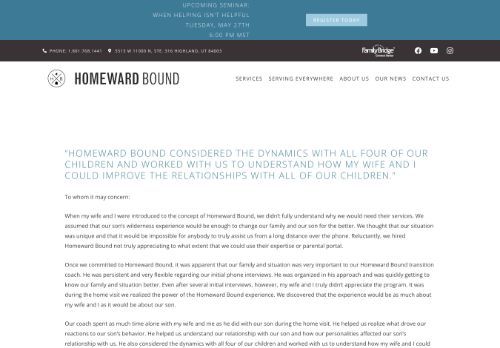 UPCOMING SEMINAR:
WHEN HELPING ISN'T HELPFUL
TUESDAY, MAY 27TH
6:00 PM MST
REGISTER TODAY
PHONE: 1.801.768.1441
5513 W 11000 N, STE. 316 HIGHLAND, UT 84003
FamilyBridge
HOMEWARD BOUND
SERVICES SERVING EVERYWHERE ABOUT US OUR NEWS CONTACT US
"HOMEWARD BOUND CONSIDERED THE DYNAMICS WITH ALL FOUR OF OUR
CHILDREN AND WORKED WITH US TO UNDERSTAND HOW MY WIFE AND I
COULD IMPROVE THE RELATIONSHIPS WITH ALL OF OUR CHILDREN."
To whom it may concern:
When my wife and I were introduced to the concept of Homeward Bound, we didn't fully understand why we would need their services. We
assumed that our son's wilderness experience would be enough to change our family and our son for the better. We thought that our situation
was unique and that it would be impossible for anybody to truly assist us from a long distance over the phone. Reluctantly, we hired
Homeward Bound not truly appreciating to what extent that we could use their expertise or parental portal.
Once we committed to Homeward Bound, it was apparent that our family and situation was very important to our Homeward Bound transition
coach. He was persistent and very flexible regarding our initial phone interviews. He was organized in his approach and was quickly getting to
know our family and situation better. Even after several initial interviews, however, my wife and I truly didn't appreciate the program. It was
during the home visit we realized the power of the Homeward Bound experience. We discovered that the experience would be as much about
my wife and I as it would be about our son.
Our coach spent as much time alone with my wife and me as he did with our son during the home visit. He helped us realize what drove our
reactions to our son's behavior. He helped us understand our relationship with our son and how our personalities affected our son's
relationship with us. He also considered the dynamics with all four of our children and worked with us to understand how my wife and I could